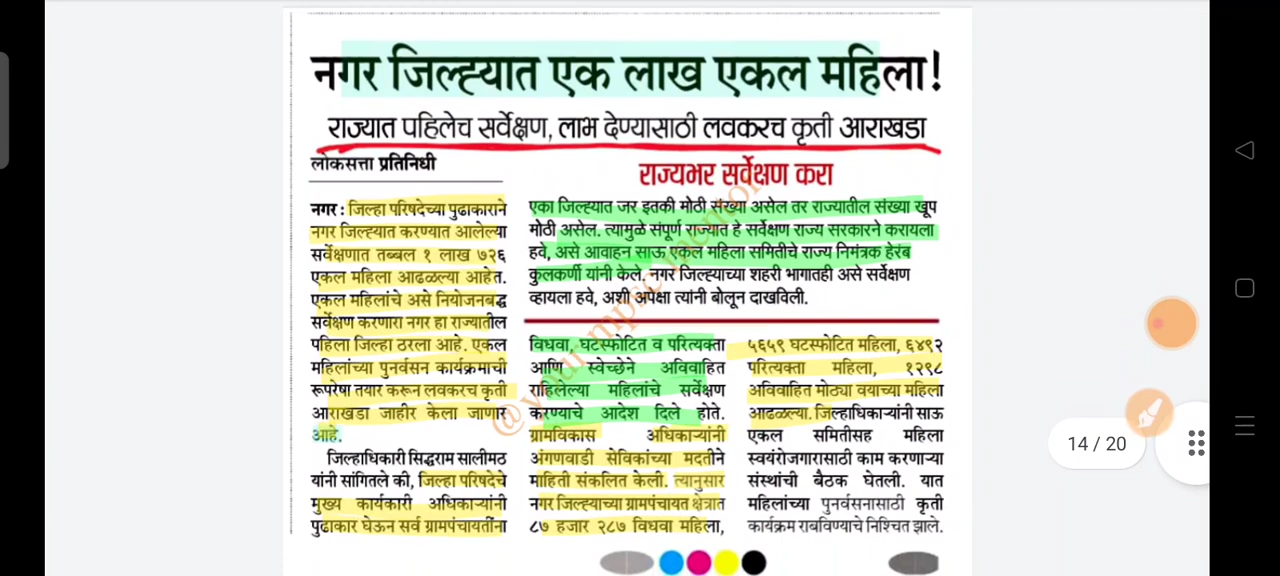 नगर जिल्ह्यात एक लाख एकल महिला!
राज्यात पहिलेच सर्वेक्षण, लाभ देण्यासाठी लवकरच कृती आराखडा
लोकसत्ता प्रतिनिधी
नगर : जिल्हा परिषदेच्या पुढाकाराने
नगर जिल्ह्यात करण्यात आलेल्या
सर्वेक्षणात तब्बल १ लाख ७२६
एकल महिला आढळल्या आहेत.
एकल महिलांचे असे नियोजनबद्ध
सर्वेक्षण करणारा नगर हा राज्यातील
पहिला जिल्हा ठरला आहे. एकल
महिलांच्या पुनर्वसन कार्यक्रमाची
रूपरेषा तयार करून लवकरच कृती
आराखडा जाहीर केला जाणार
आहे.
जिल्हाधिकारी सिद्धराम सालीमठ
यांनी सांगितले की, जिल्हा परिषदेचे
मुख्य कार्यकारी अधिकाऱ्यांनी
पुढाकार घेऊन सर्व ग्रामपंचायतींना
राज्यभर सर्वेक्षण करा
एका जिल्ह्यात जर इतकी मोठी संख्या असेल तर राज्यातील संख्या खूप
मोठी असेल. त्यामुळे संपूर्ण राज्यात हे सर्वेक्षण राज्य सरकारने करायला
हवे, असे आवाहन साऊ एकल महिला समितीचे राज्य निमंत्रक हेरंब
कुलकर्णी यांनी केले. नगर जिल्ह्याच्या शहरी भागातही असे सर्वेक्षण
व्हायला हवे, अशी अपेक्षा त्यांनी बोलून दाखविली.
विधवा, घटस्फोटित व परित्यक्ता
आणि स्वेच्छेने अविवाहित
राहिलेल्या महिलांचे सर्वेक्षण
करण्याचे आदेश दिले होते.
ग्रामविकास अधिकाऱ्यांनी
अंगणवाडी सेविकांच्या मदतीने
माहिती संकलित केली. त्यानुसार
नगर जिल्ह्याच्या ग्रामपंचायत क्षेत्रात
८७ हजार २८७ विधवा महिला,
५६५९ घटस्फोटित महिला, ६४९२
परित्यक्ता महिला, १२९८
अविवाहित मोठ्या वयाच्या महिला
आढळल्या. जिल्हाधिकाऱ्यांनी साऊ
एकल समितीसह महिला
स्वयंरोजगारासाठी काम करणाऱ्या
संस्थांची बैठक घेतली. यात
महिलांच्या पुनर्वसनासाठी कृती
कार्यक्रम राबविण्याचे निश्चित झाले.
@your mpsc mentor
14 / 20